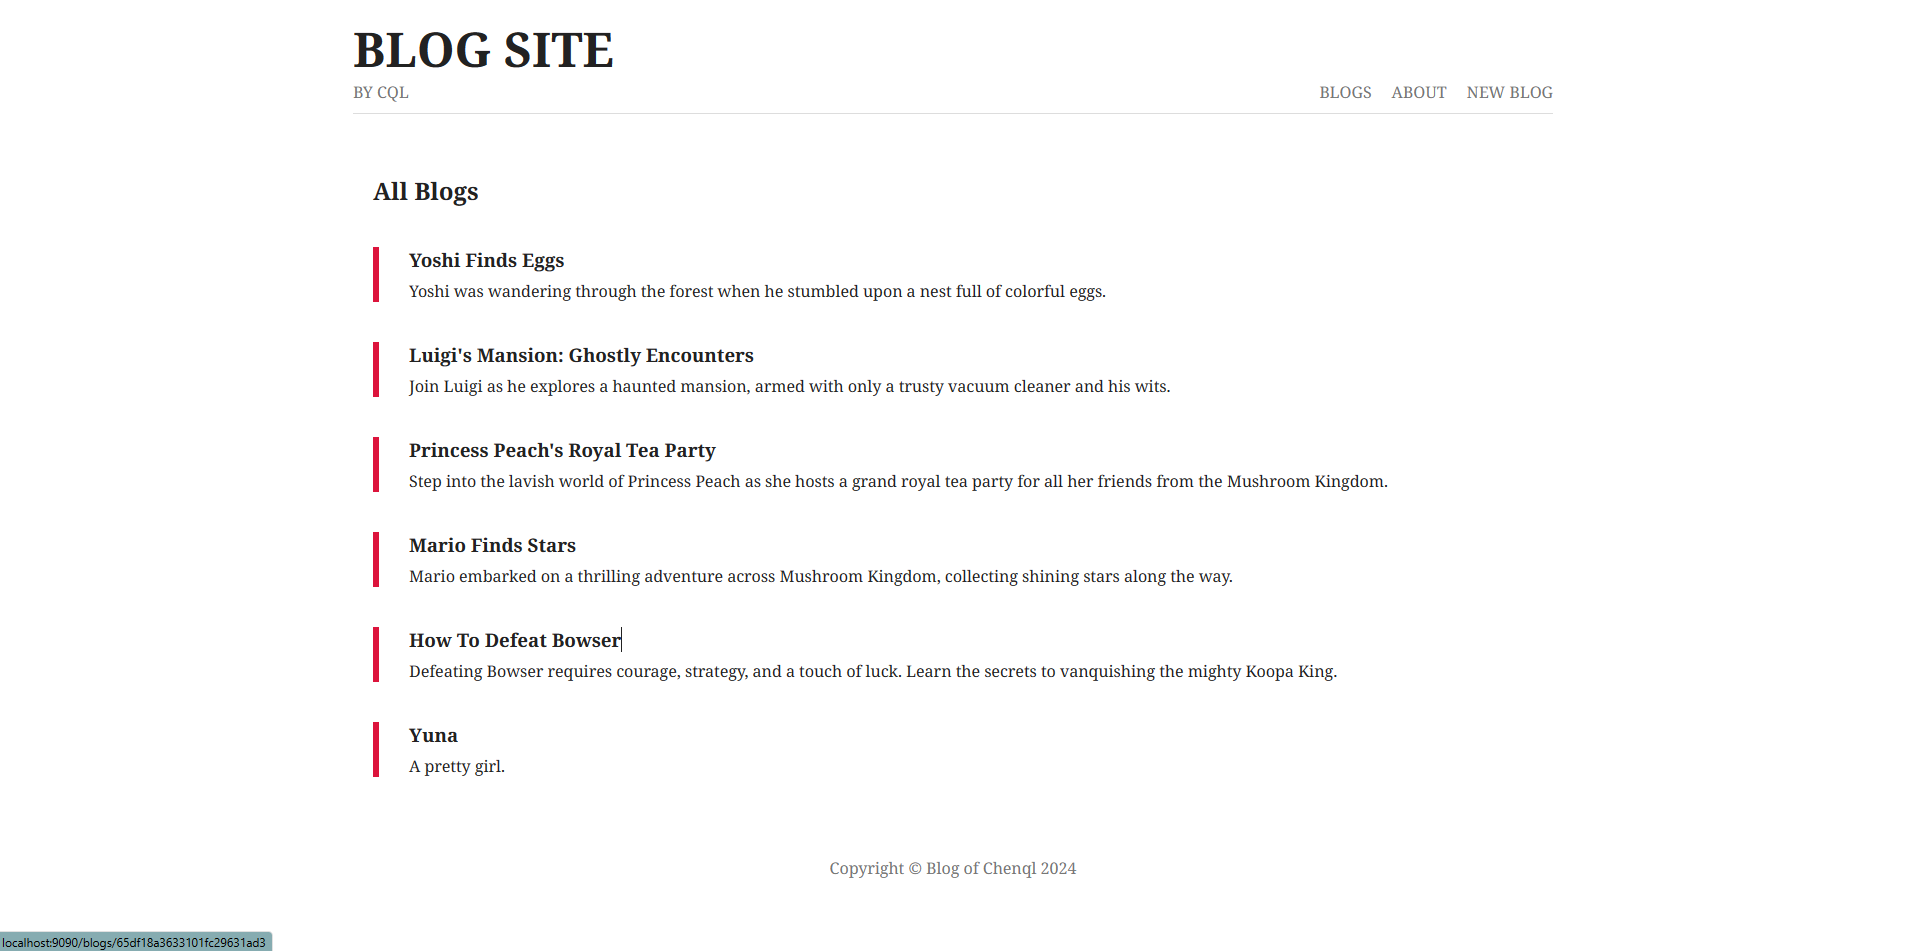 BLOG SITE
BY CQL
BLOGS ABOUT NEW BLOG
All Blogs
Yoshi Finds Eggs
Yoshi was wandering through the forest when he stumbled upon a nest full of colorful eggs.
Luigi's Mansion: Ghostly Encounters
Join Luigi as he explores a haunted mansion, armed with only a trusty vacuum cleaner and his wits.
Princess Peach's Royal Tea Party
Step into the lavish world of Princess Peach as she hosts a grand royal tea party for all her friends from the Mushroom Kingdom.
Mario Finds Stars
Mario embarked on a thrilling adventure across Mushroom Kingdom, collecting shining stars along the way.
How To Defeat Bowser
Defeating Bowser requires courage, strategy, and a touch of luck. Learn the secrets to vanquishing the mighty Koopa King.
Yuna
A pretty girl.
Copyright © Blog of Chenql 2024
localhost:9090/blogs/65df18a3633101fc29631ad3